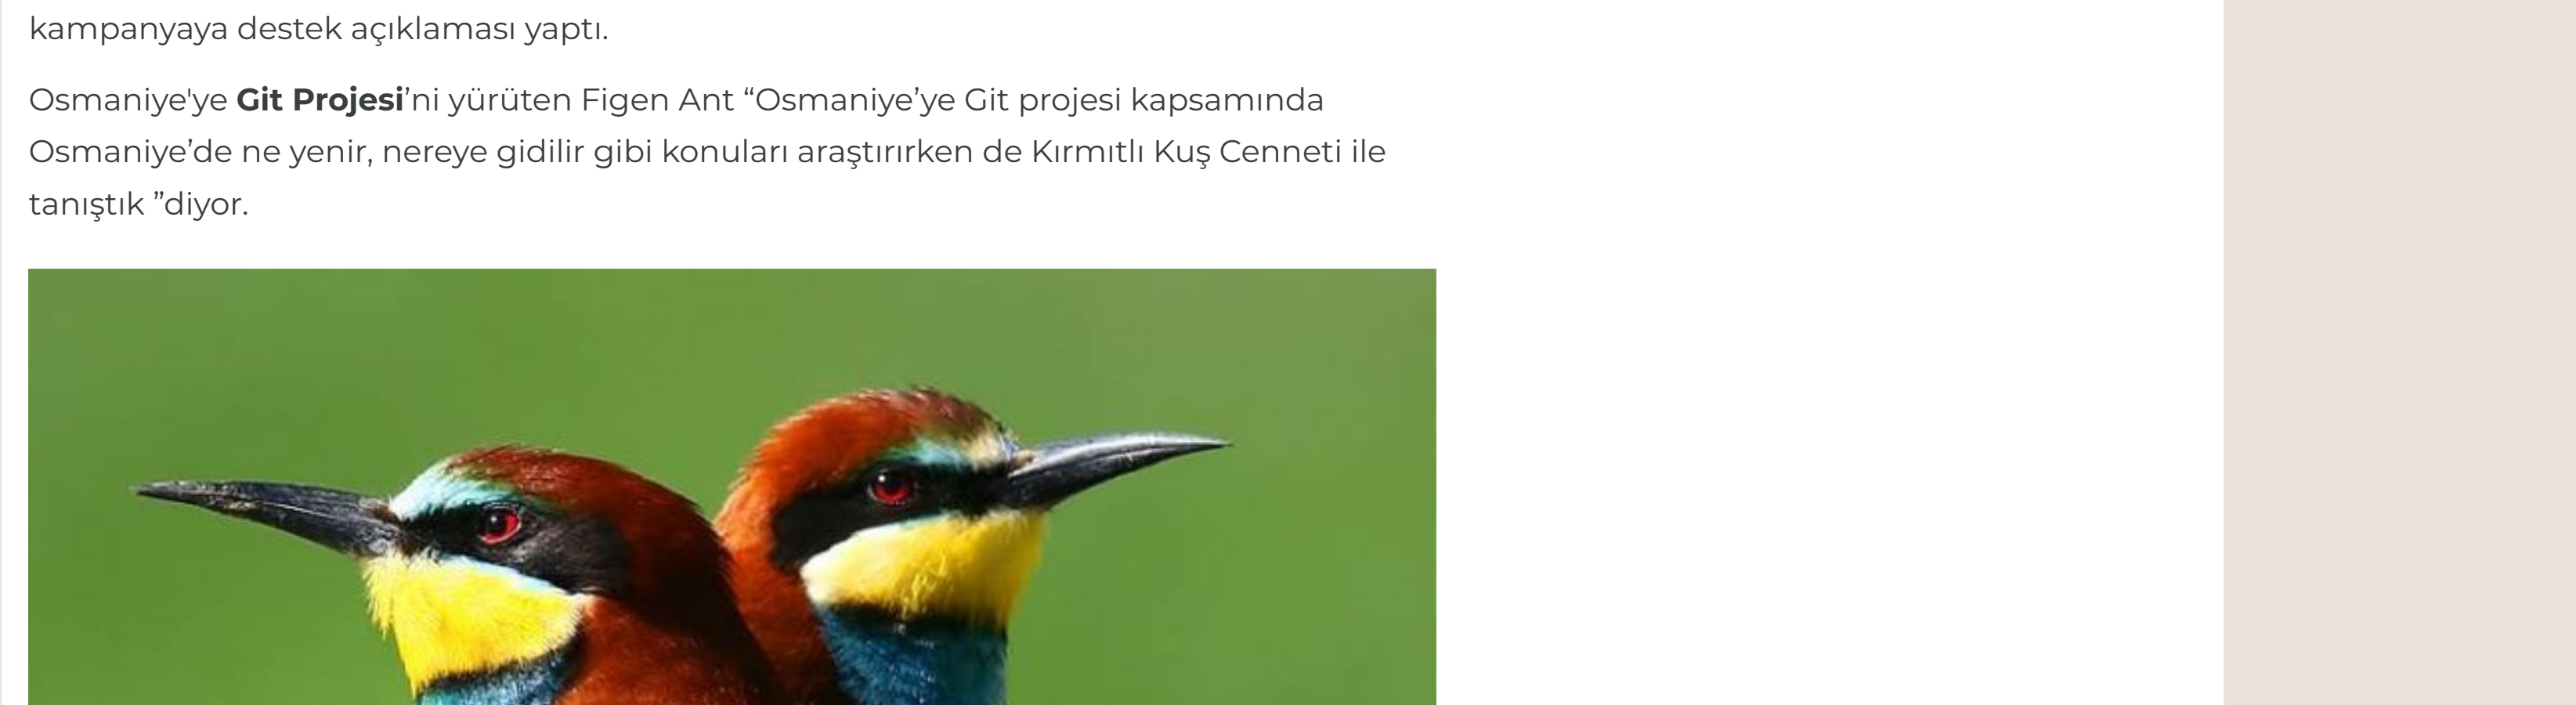 kampanyaya destek açıklaması yaptı.
Osmaniye'ye Git Projesi’ni yürüten Figen Ant “Osmaniye’ye Git projesi kapsamında
Osmaniye’de ne yenir, nereye gidilir gibi konuları araştırırken de Kırmıtlı Kuş Cenneti ile
tanıştık ”diyor.